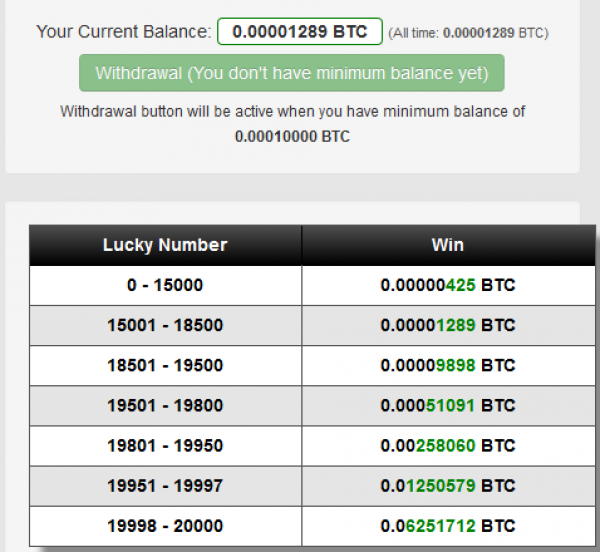 Your Current Balance: 0.00001289 BTC (All time: 0.00001289 BTC)
Withdrawal (You don't have minimum balance yet)
Withdrawal button will be active when you have minimum balance of
0.00010000 BTC
Lucky Number Win
0 - 15000 0.00000425 BTC
15001 - 18500 0.00001289 BTC
18501 - 19500 0.00009898 BTC
19501 - 19800 0.00051091 BTC
19801 - 19950 0.00258060 BTC
19951 - 19997 0.01250579 BTC
19998 - 20000 0.06251712 BTC